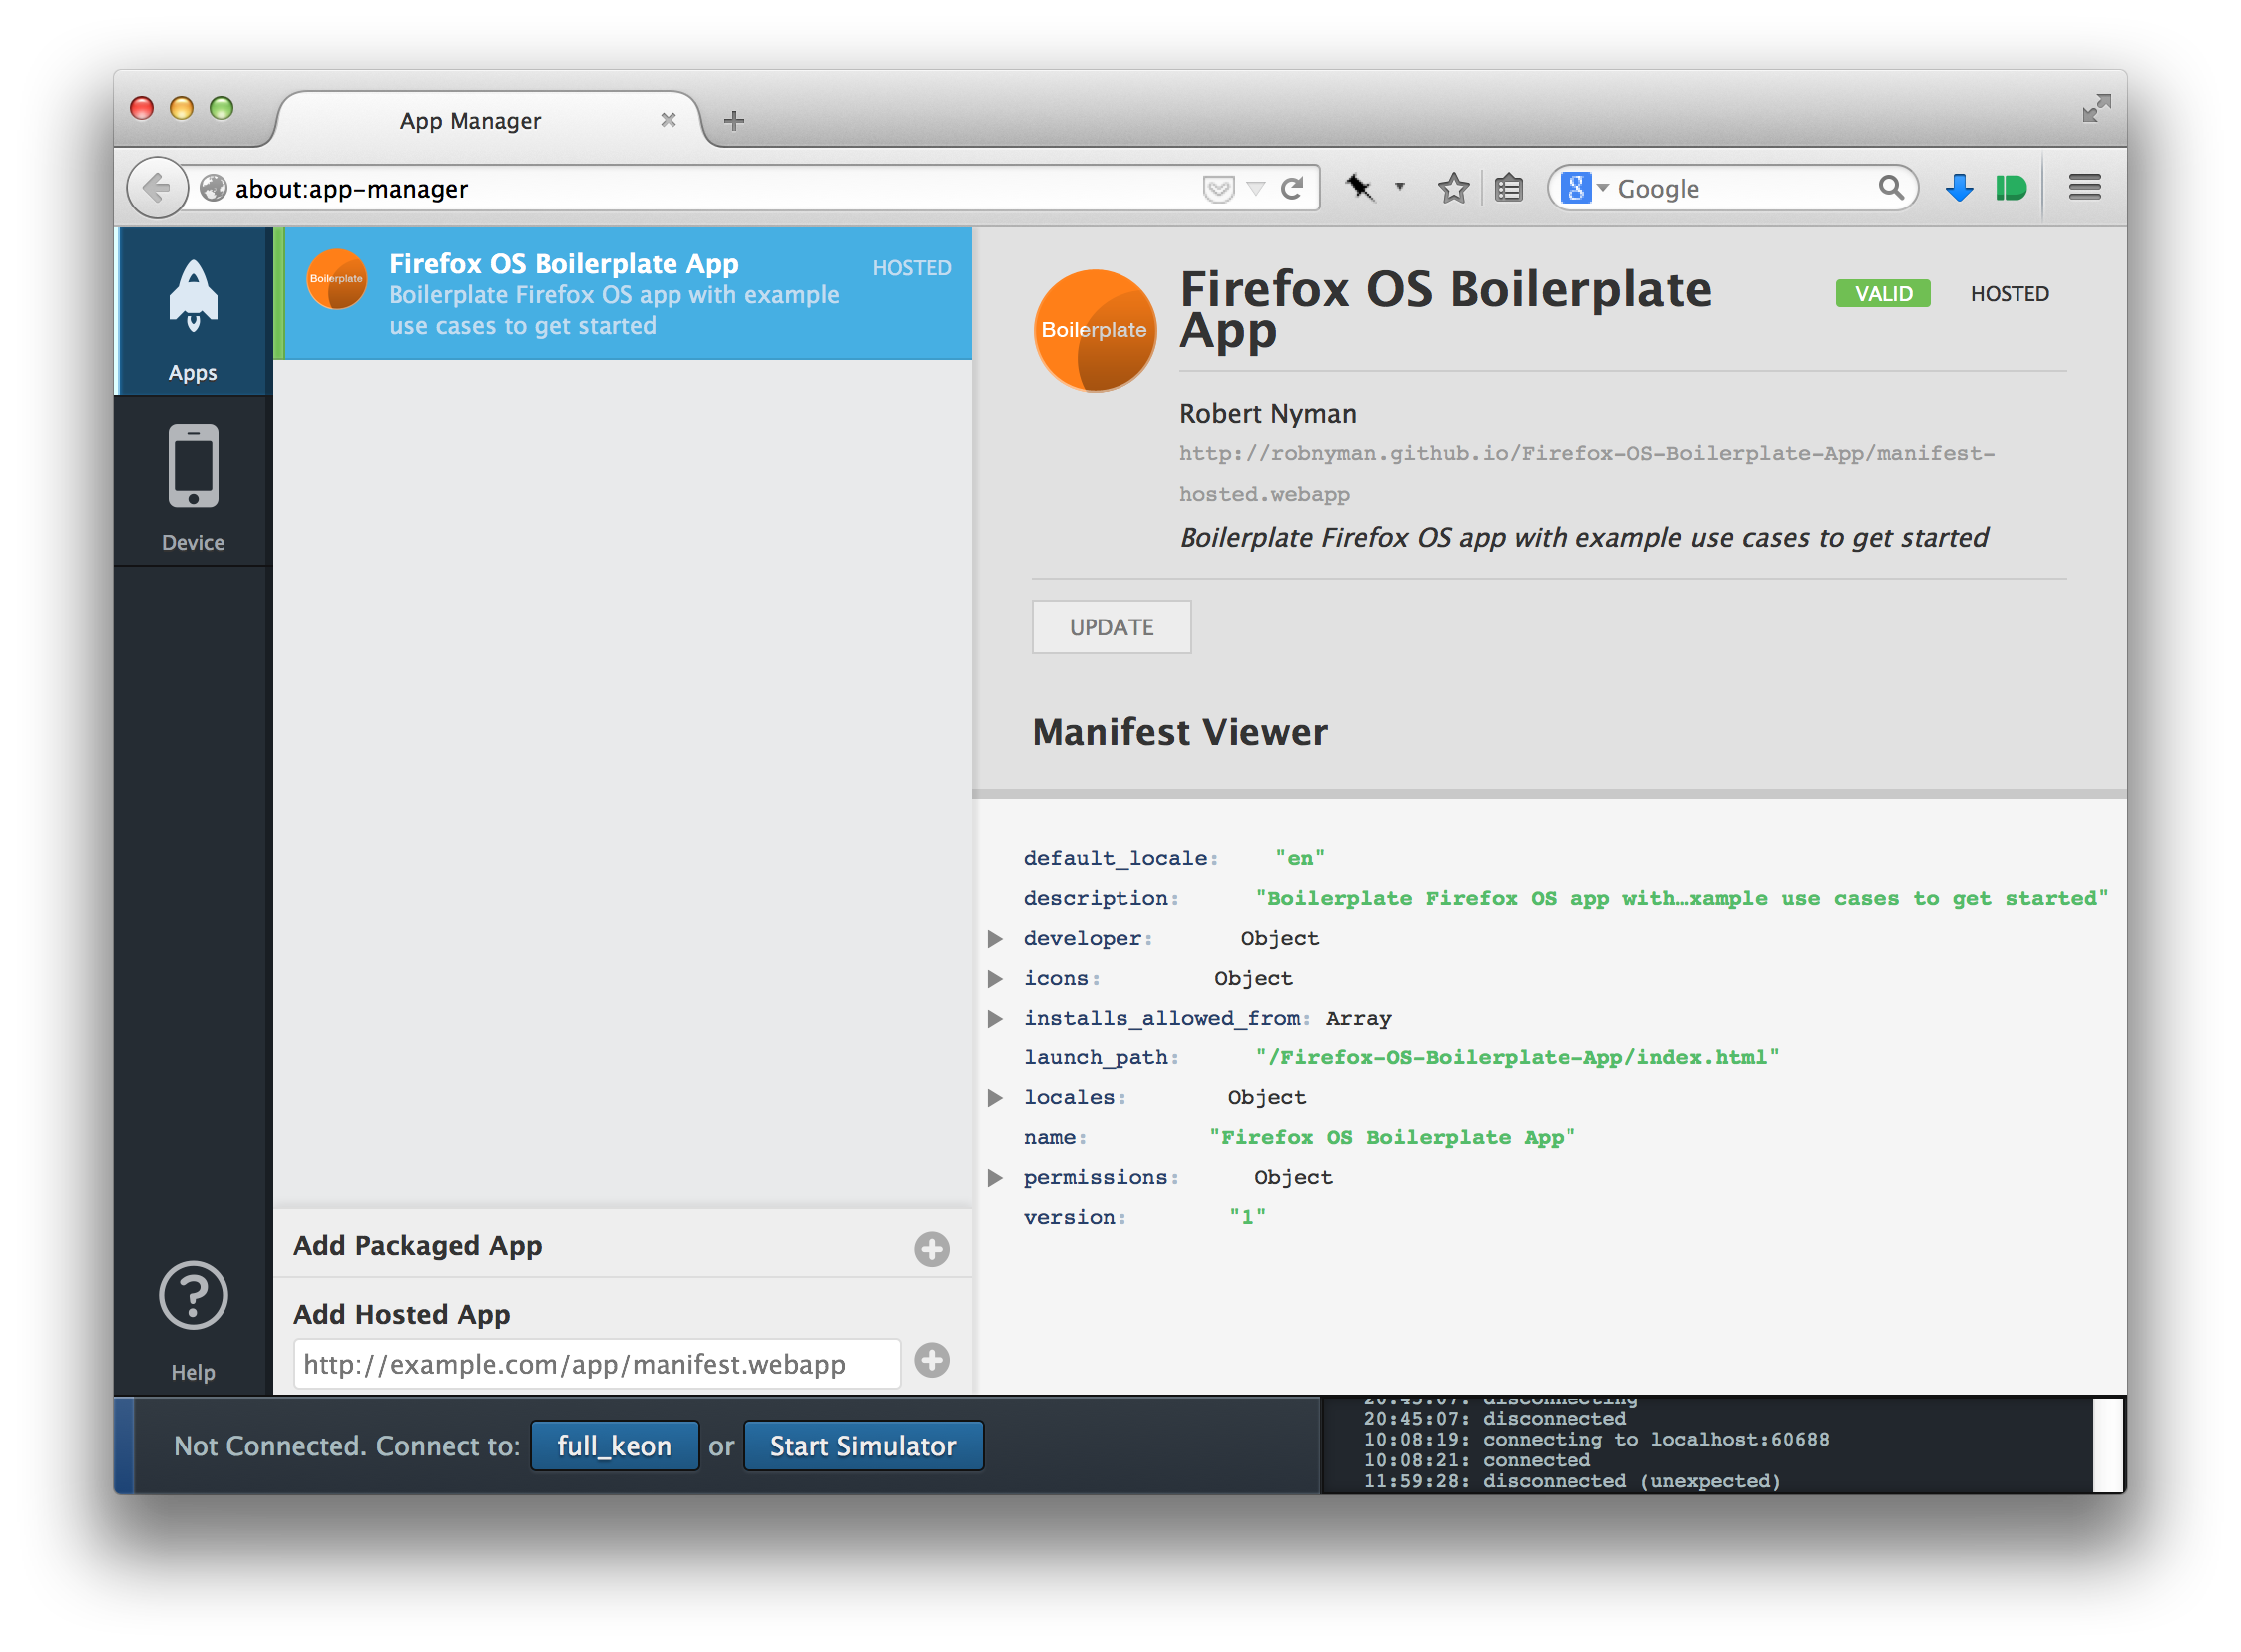 App Manager
about:app-manager
Google
Apps
Device
Help
Boilerplate
Firefox OS Boilerplate App
HOSTED
Boilerplate Firefox OS app with example
use cases to get started
Add Packaged App
Add Hosted App
http://example.com/app/manifest.webapp
Boilerplate
Firefox OS Boilerplate
App
VALID
HOSTED
Robert Nyman
http://robnyman.github.io/Firefox-OS-Boilerplate-App/manifest-
hosted.webapp
Boilerplate Firefox OS app with example use cases to get started
UPDATE
Manifest Viewer
default_locale: "en"
description: "Boilerplate Firefox OS app with…xample use cases to get started"
developer: Object
icons: Object
installs_allowed_from: Array
launch_path: "/Firefox-OS-Boilerplate-App/index.html"
locales: Object
name: "Firefox OS Boilerplate App"
permissions: Object
version: "1"
Not Connected. Connect to: full_keon or Start Simulator
20:45:07: disconnecting
20:45:07: disconnected
10:08:19: connecting to localhost:60688
10:08:21: connected
11:59:28: disconnected (unexpected)